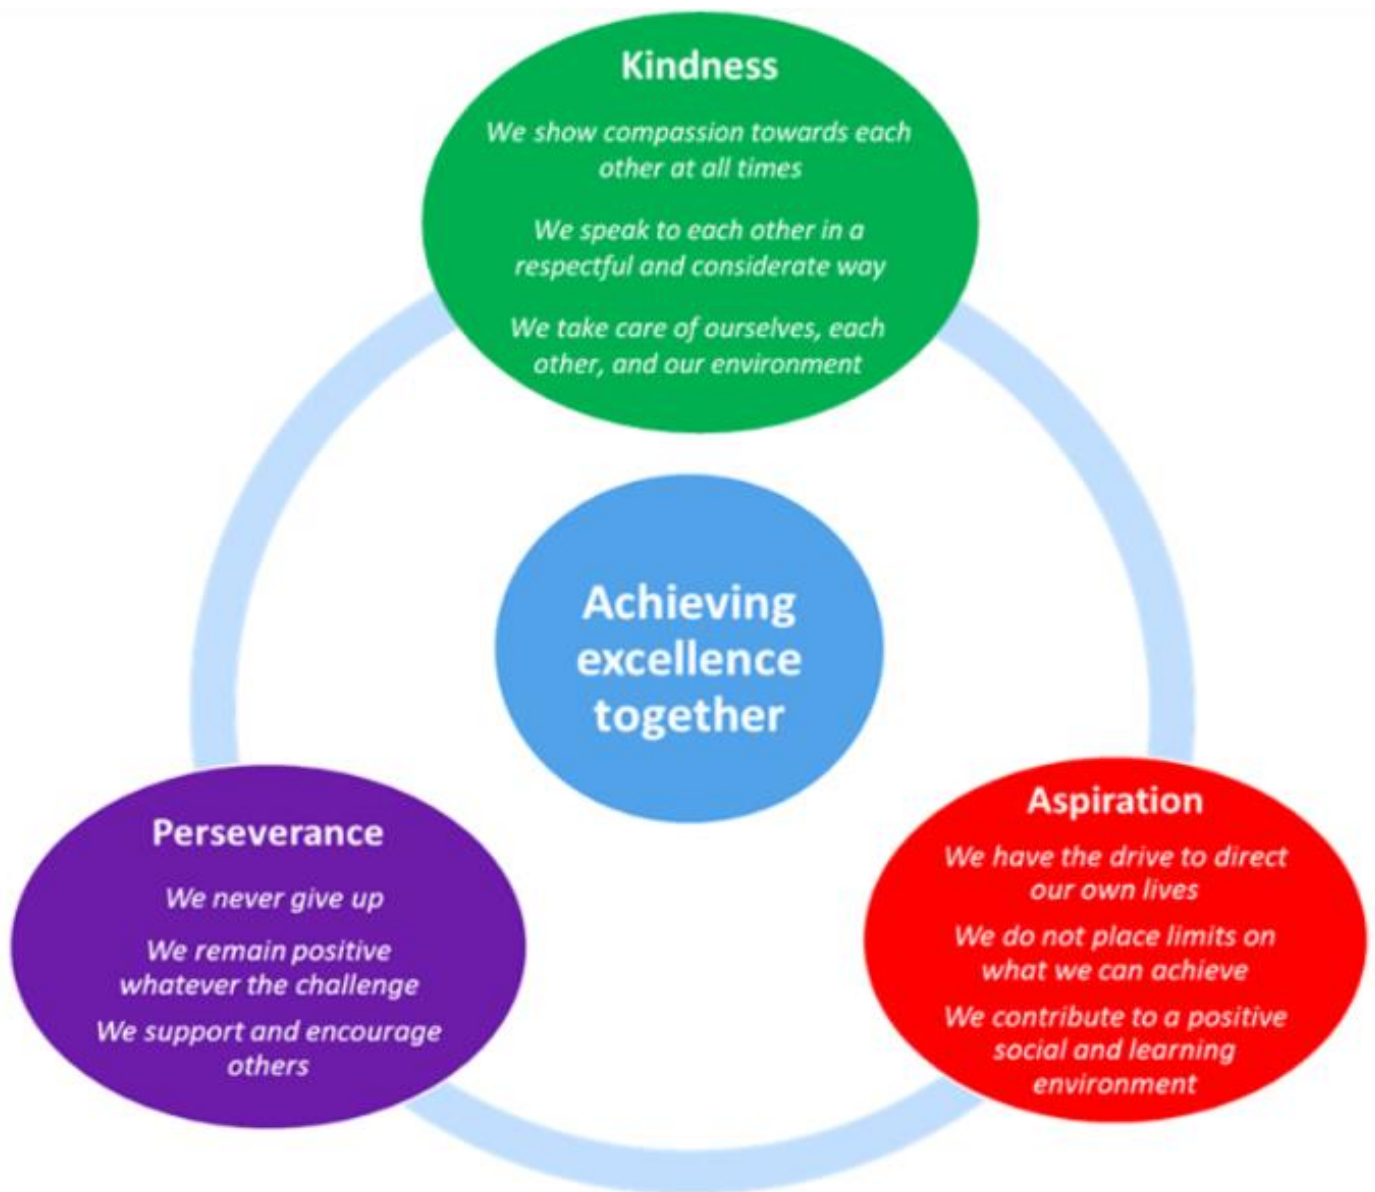 Kindness
We show compassion towards each
other at all times
We speak to each other in a
respectful and considerate way
We take care of ourselves, each
other, and our environment
Achieving
excellence
together
Perseverance
We never give up
We remain positive
whatever the challenge
We support and encourage
others
Aspiration
We have the drive to direct
our own lives
We do not place limits on
what we can achieve
We contribute to a positive
social and learning
environment